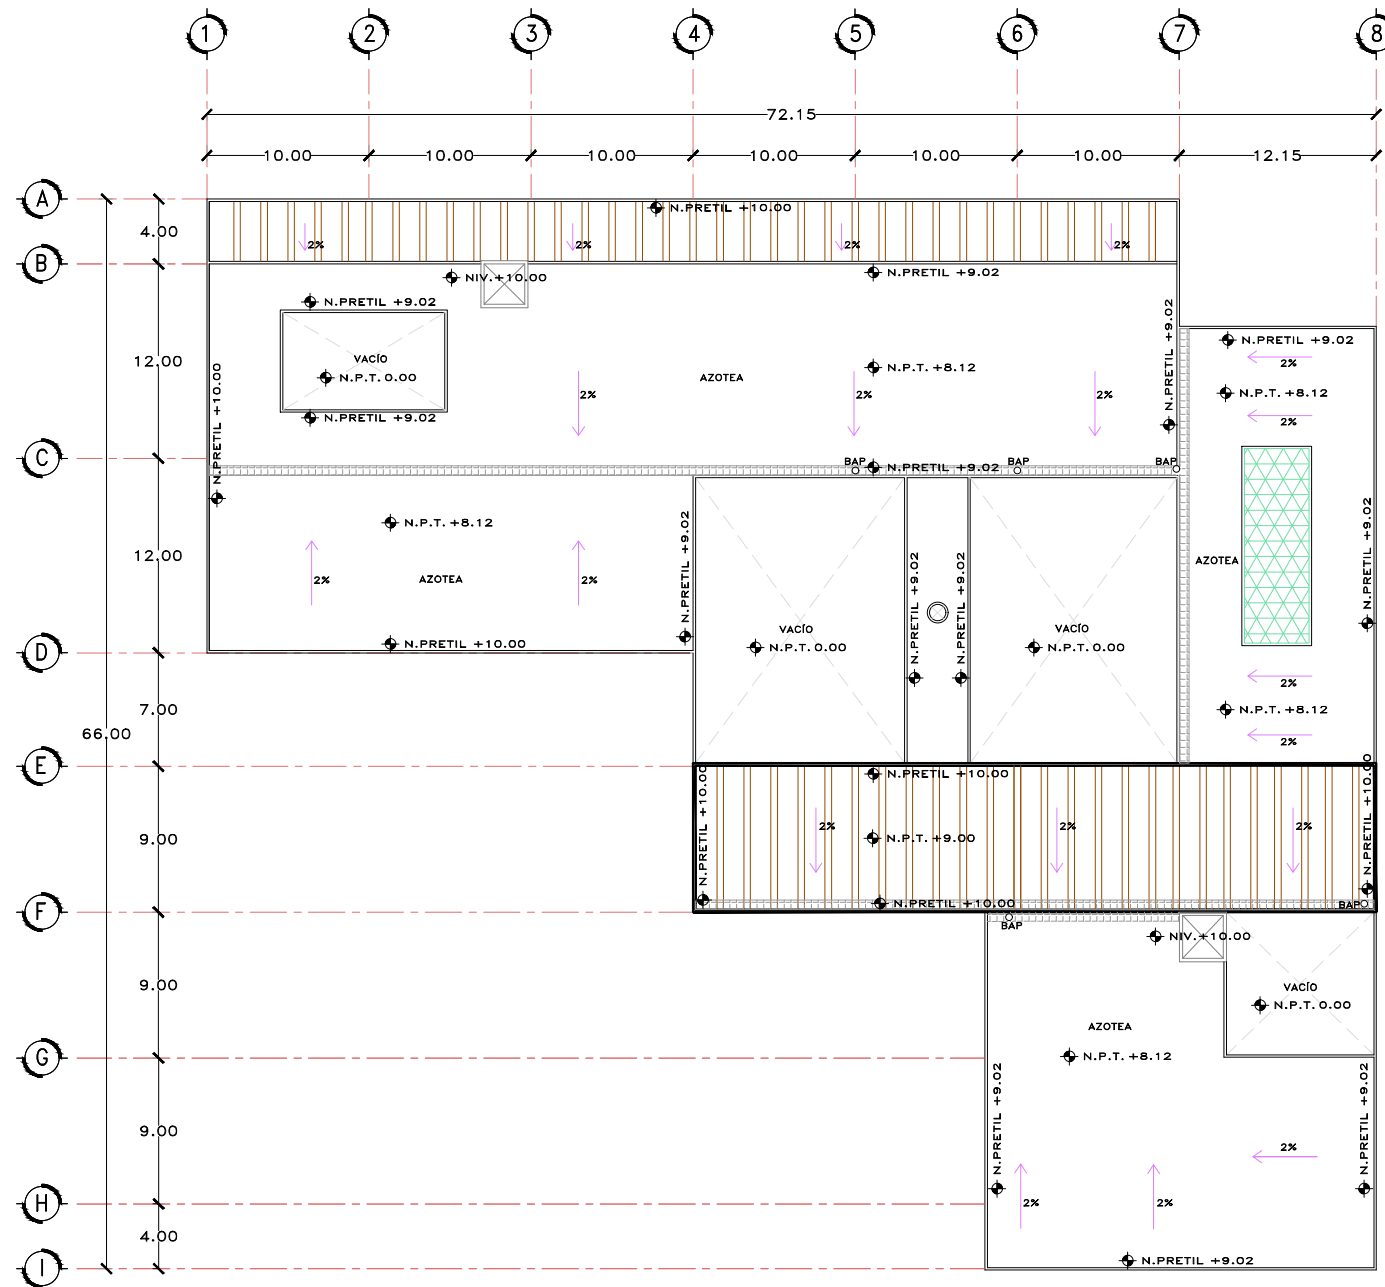 1 2 3 4 5 6 7 8
72.15
10.00 10.00 10.00 10.00 10.00 10.00 12.15
A
4.00
N.PRETIL +10.00
2% 2% 2% 2%
B
NIV.+10.00
N.PRETIL +9.02
N.PRETIL +9.02
N.PRETIL +9.02
N.PRETIL +9.02
12.00
VACÍO
N.P.T. 0.00
N.PRETIL +9.02
N.PRETIL +10.00
AZOTEA
N.P.T. +8.12
2% 2% 2%
2%
N.P.T. +8.12
2%
C
BAP
N.PRETIL +9.02
BAP
BAP
N.P.T. +8.12
N.PRETIL +9.02
N.PRETIL +9.02
12.00
2%
AZOTEA
2%
N.PRETIL +9.02
N.PRETIL +9.02
AZOTEA
VACÍO
N.P.T. 0.00
VACÍO
N.P.T. 0.00
D
N.PRETIL +10.00
2%
7.00
N.P.T. +8.12
66.00
2%
E
N.PRETIL +10.00
N.PRETIL +10.00
N.PRETIL +10.00
2% 2% 2%
9.00
N.P.T. +9.00
F
N.PRETIL +10.00
BAP
BAP
NIV.+10.00
9.00
VACÍO
N.P.T. 0.00
AZOTEA
G
N.P.T. +8.12
N.PRETIL +9.02
N.PRETIL +9.02
9.00
2%
H
2% 2%
4.00
N.PRETIL +9.02
I